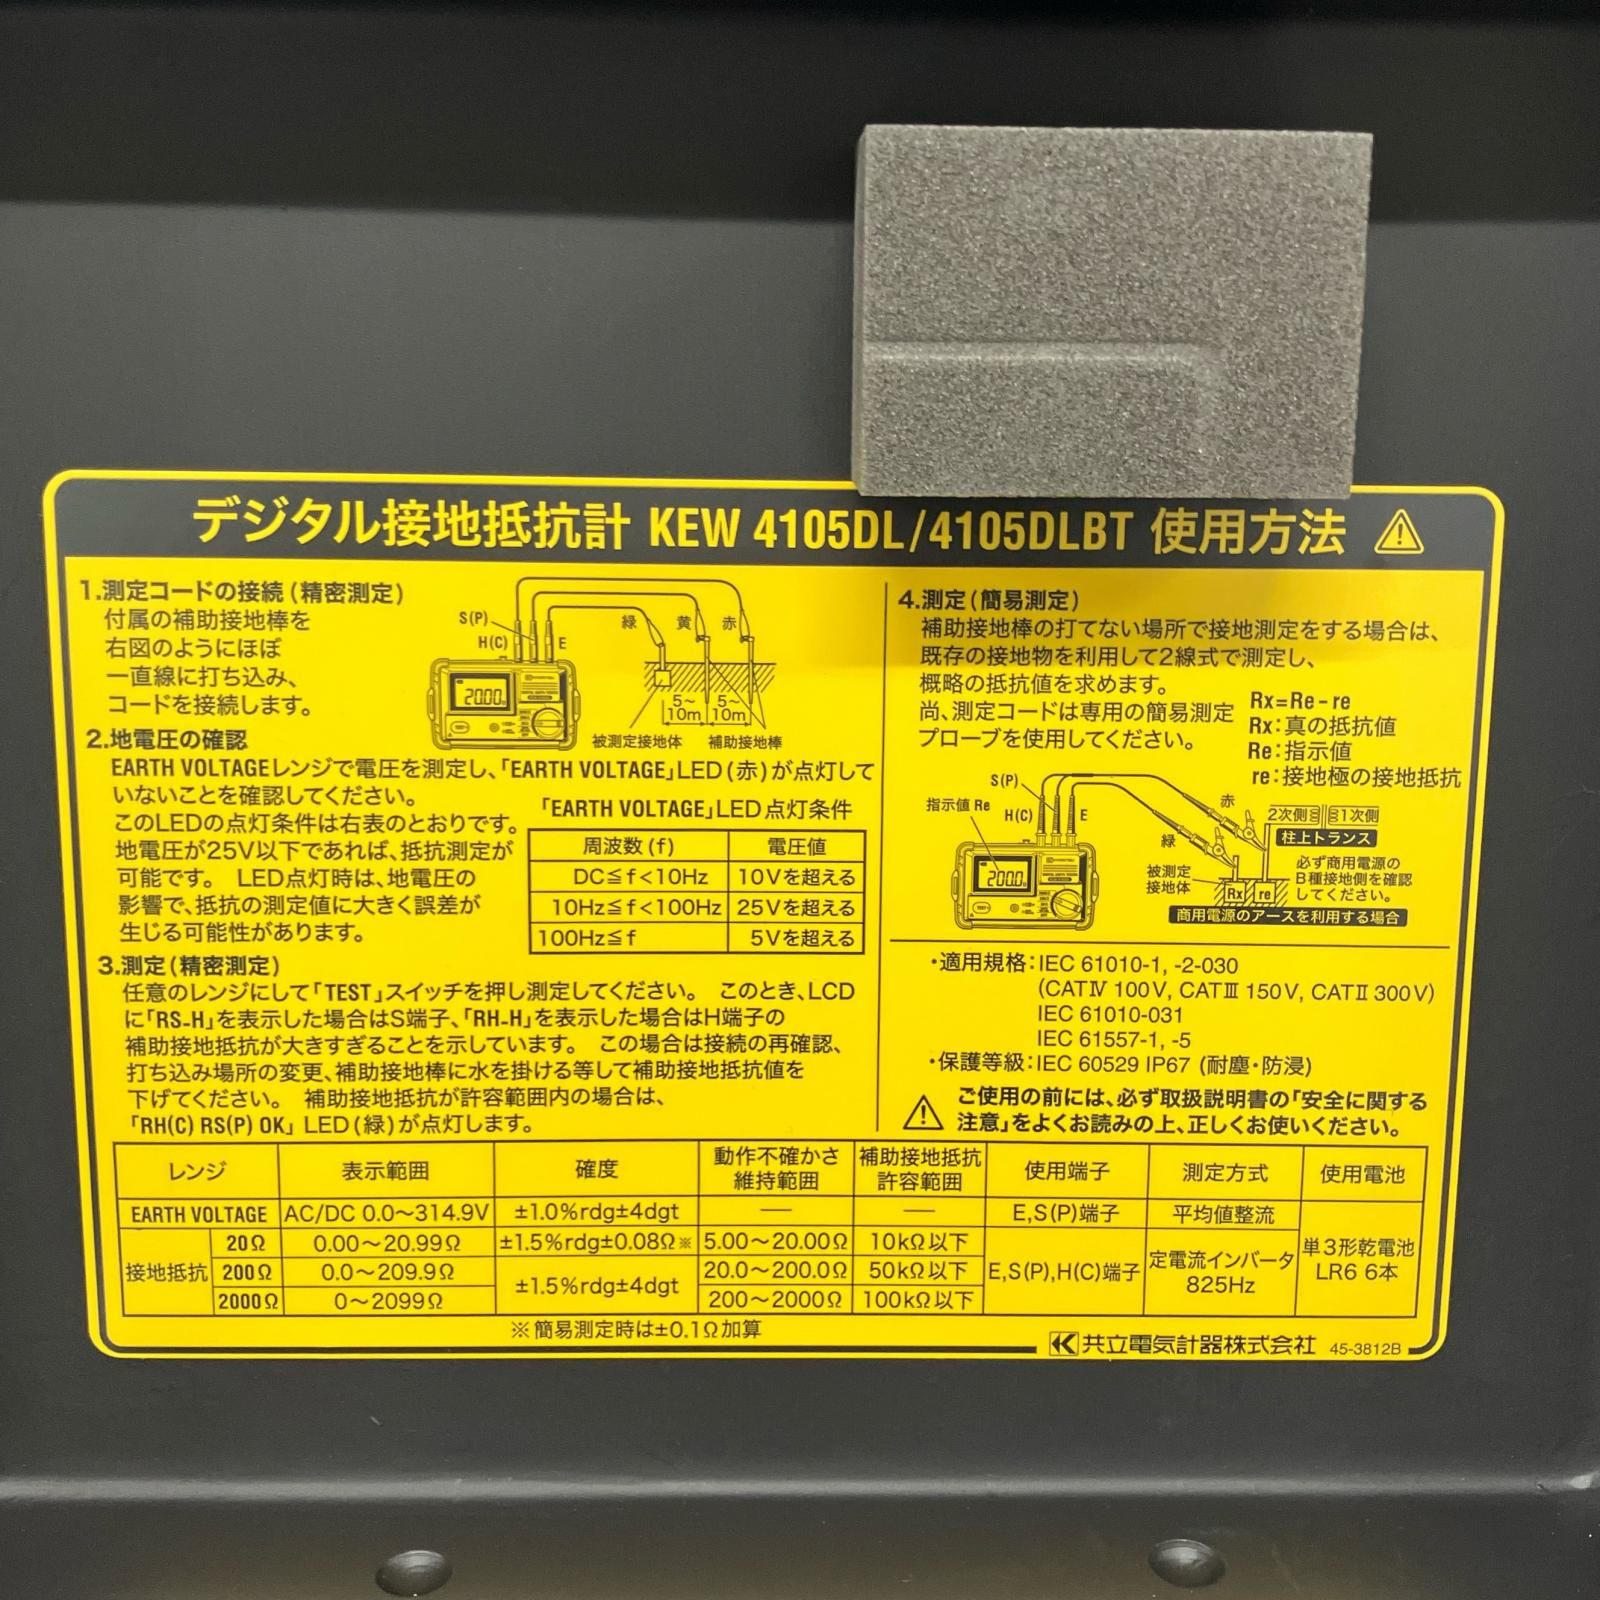 デジタル接地抵抗計 KEW 4105DL/4105DLBT 使用方法
1.測定コードの接続(精密測定)
付属の補助接地棒を
右図のようにほぼ
一直線に打ち込み、
コードを接続します。
S(P)
H(C)
E
緑
黄
赤
20.00
5~
10m
5~
10m
被測定接地体
補助接地棒
2.地電圧の確認
EARTH VOLTAGEレンジで電圧を測定し、「EARTH VOLTAGE」LED(赤)が点灯して
いないことを確認してください。
このLEDの点灯条件は右表のとおりです。
地電圧が25V以下であれば、抵抗測定が
可能です。 LED点灯時は、地電圧の
影響で、抵抗の測定値に大きく誤差が
生じる可能性があります。
「EARTH VOLTAGE」LED点灯条件
周波数(f) 電圧値
DC≦f<10Hz 10Vを超える
10Hz≦f<100Hz 25Vを超える
100Hz≦f 5Vを超える
3.測定(精密測定)
任意のレンジにして「TEST」スイッチを押し測定してください。 このとき、LCD
に「RS-H」を表示した場合はS端子、「RH-H」を表示した場合はH端子の
補助接地抵抗が大きすぎることを示しています。 この場合は接続の再確認、
打ち込み場所の変更、補助接地棒に水を掛ける等して補助接地抵抗値を
下げてください。 補助接地抵抗が許容範囲内の場合は、
「RH(C) RS(P) OK」 LED(緑)が点灯します。
4.測定(簡易測定)
補助接地棒の打てない場所で接地測定をする場合は、
既存の接地物を利用して2線式で測定し、
概略の抵抗値を求めます。
尚、測定コードは専用の簡易測定
プローブを使用してください。
Rx=Re-re
Rx:真の抵抗値
Re:指示値
re:接地極の接地抵抗
S(P)
指示値 Re
H(C)
E
赤
緑
200.0
2次側 1次側
柱上トランス
必ず商用電源の
B種接地側を確認
してください。
被測定
接地体
Rx re
商用電源のアースを利用する場合
・適用規格:IEC 61010-1, -2-030
(CATⅣ 100V, CATⅢ 150V, CATⅡ 300V)
IEC 61010-031
IEC 61557-1, -5
・保護等級:IEC 60529 IP67 (耐塵・防浸)
ご使用の前には、必ず取扱説明書の「安全に関する
注意」をよくお読みの上、正しくお使いください。
レンジ 表示範囲 確度 動作不確かさ維持範囲 補助接地抵抗許容範囲 使用端子 測定方式 使用電池
EARTH VOLTAGE AC/DC 0.0~314.9V ±1.0%rdg±4dgt — — E,S(P)端子 平均値整流 単3形乾電池 LR6 6本
接地抵抗 20Ω 0.00~20.99Ω ±1.5%rdg±0.08Ω※ 5.00~20.00Ω 10kΩ以下 E,S(P),H(C)端子 定電流インバータ 825Hz
200Ω 0.0~209.9Ω ±1.5%rdg±4dgt 20.0~200.0Ω 50kΩ以下
2000Ω 0~2099Ω 200~2000Ω 100kΩ以下
※簡易測定時は±0.1Ω加算
共立電気計器株式会社 45-3812B